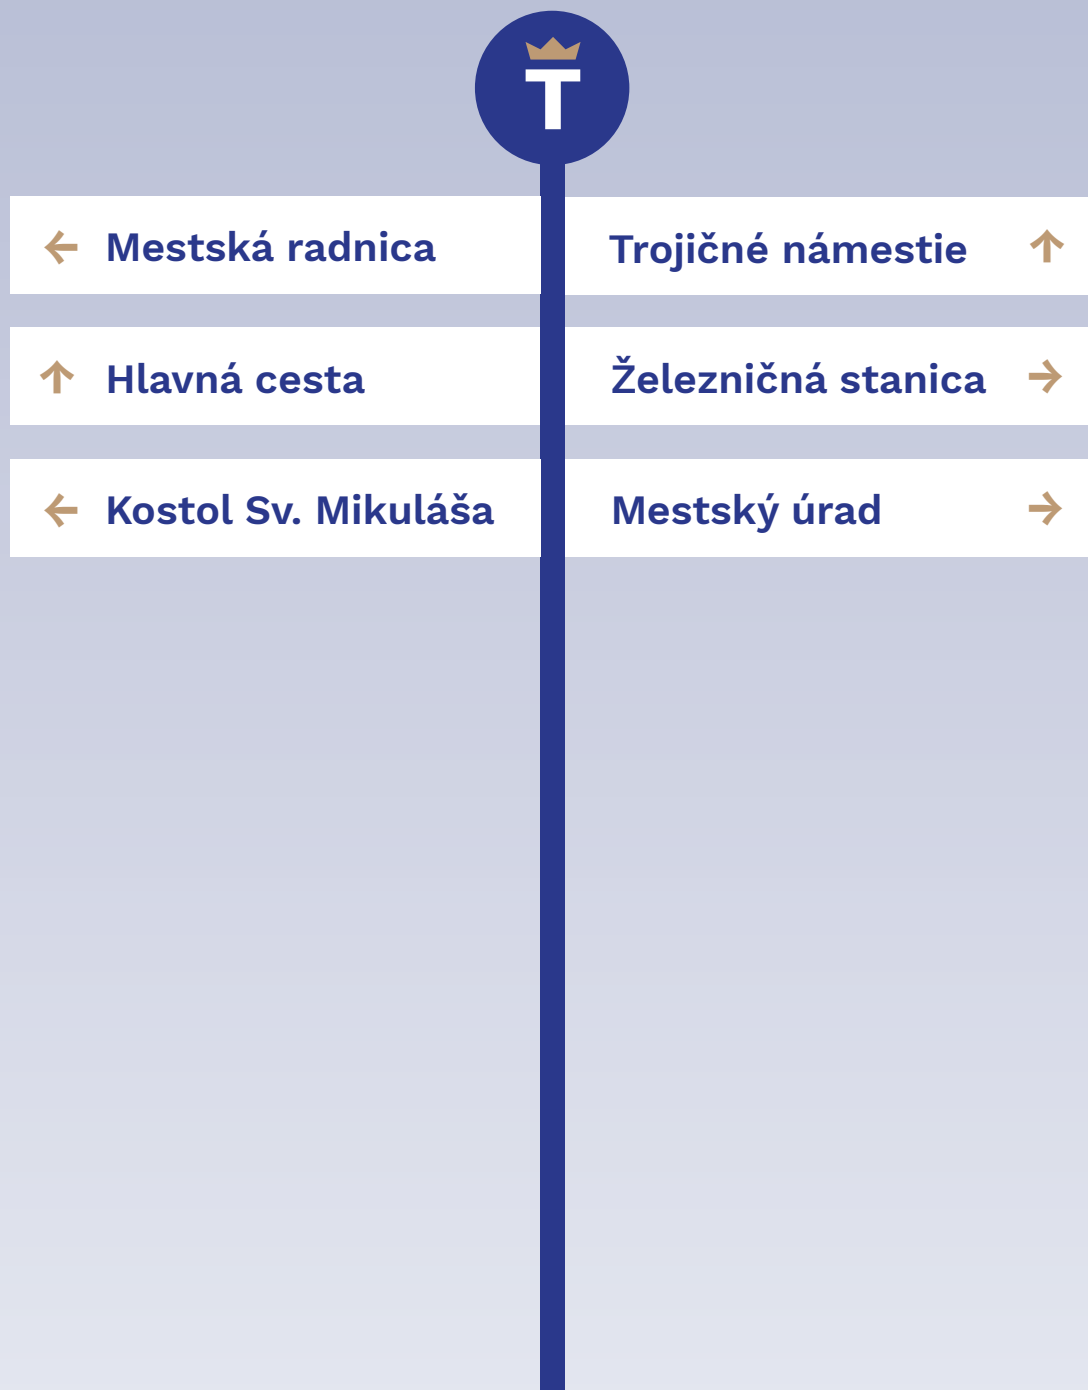 T
← Mestská radnica
↑ Hlavná cesta
← Kostol Sv. Mikuláša
Trojičné námestie ↑
Železničná stanica →
Mestský úrad →